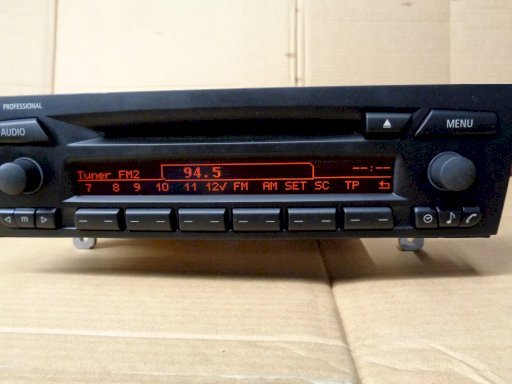 PROFESSIONAL
AUDIO
MENU
Tuner FM2 94.5 --:--
7 8 9 10 11 12✓ FM AM SET SC TP
m